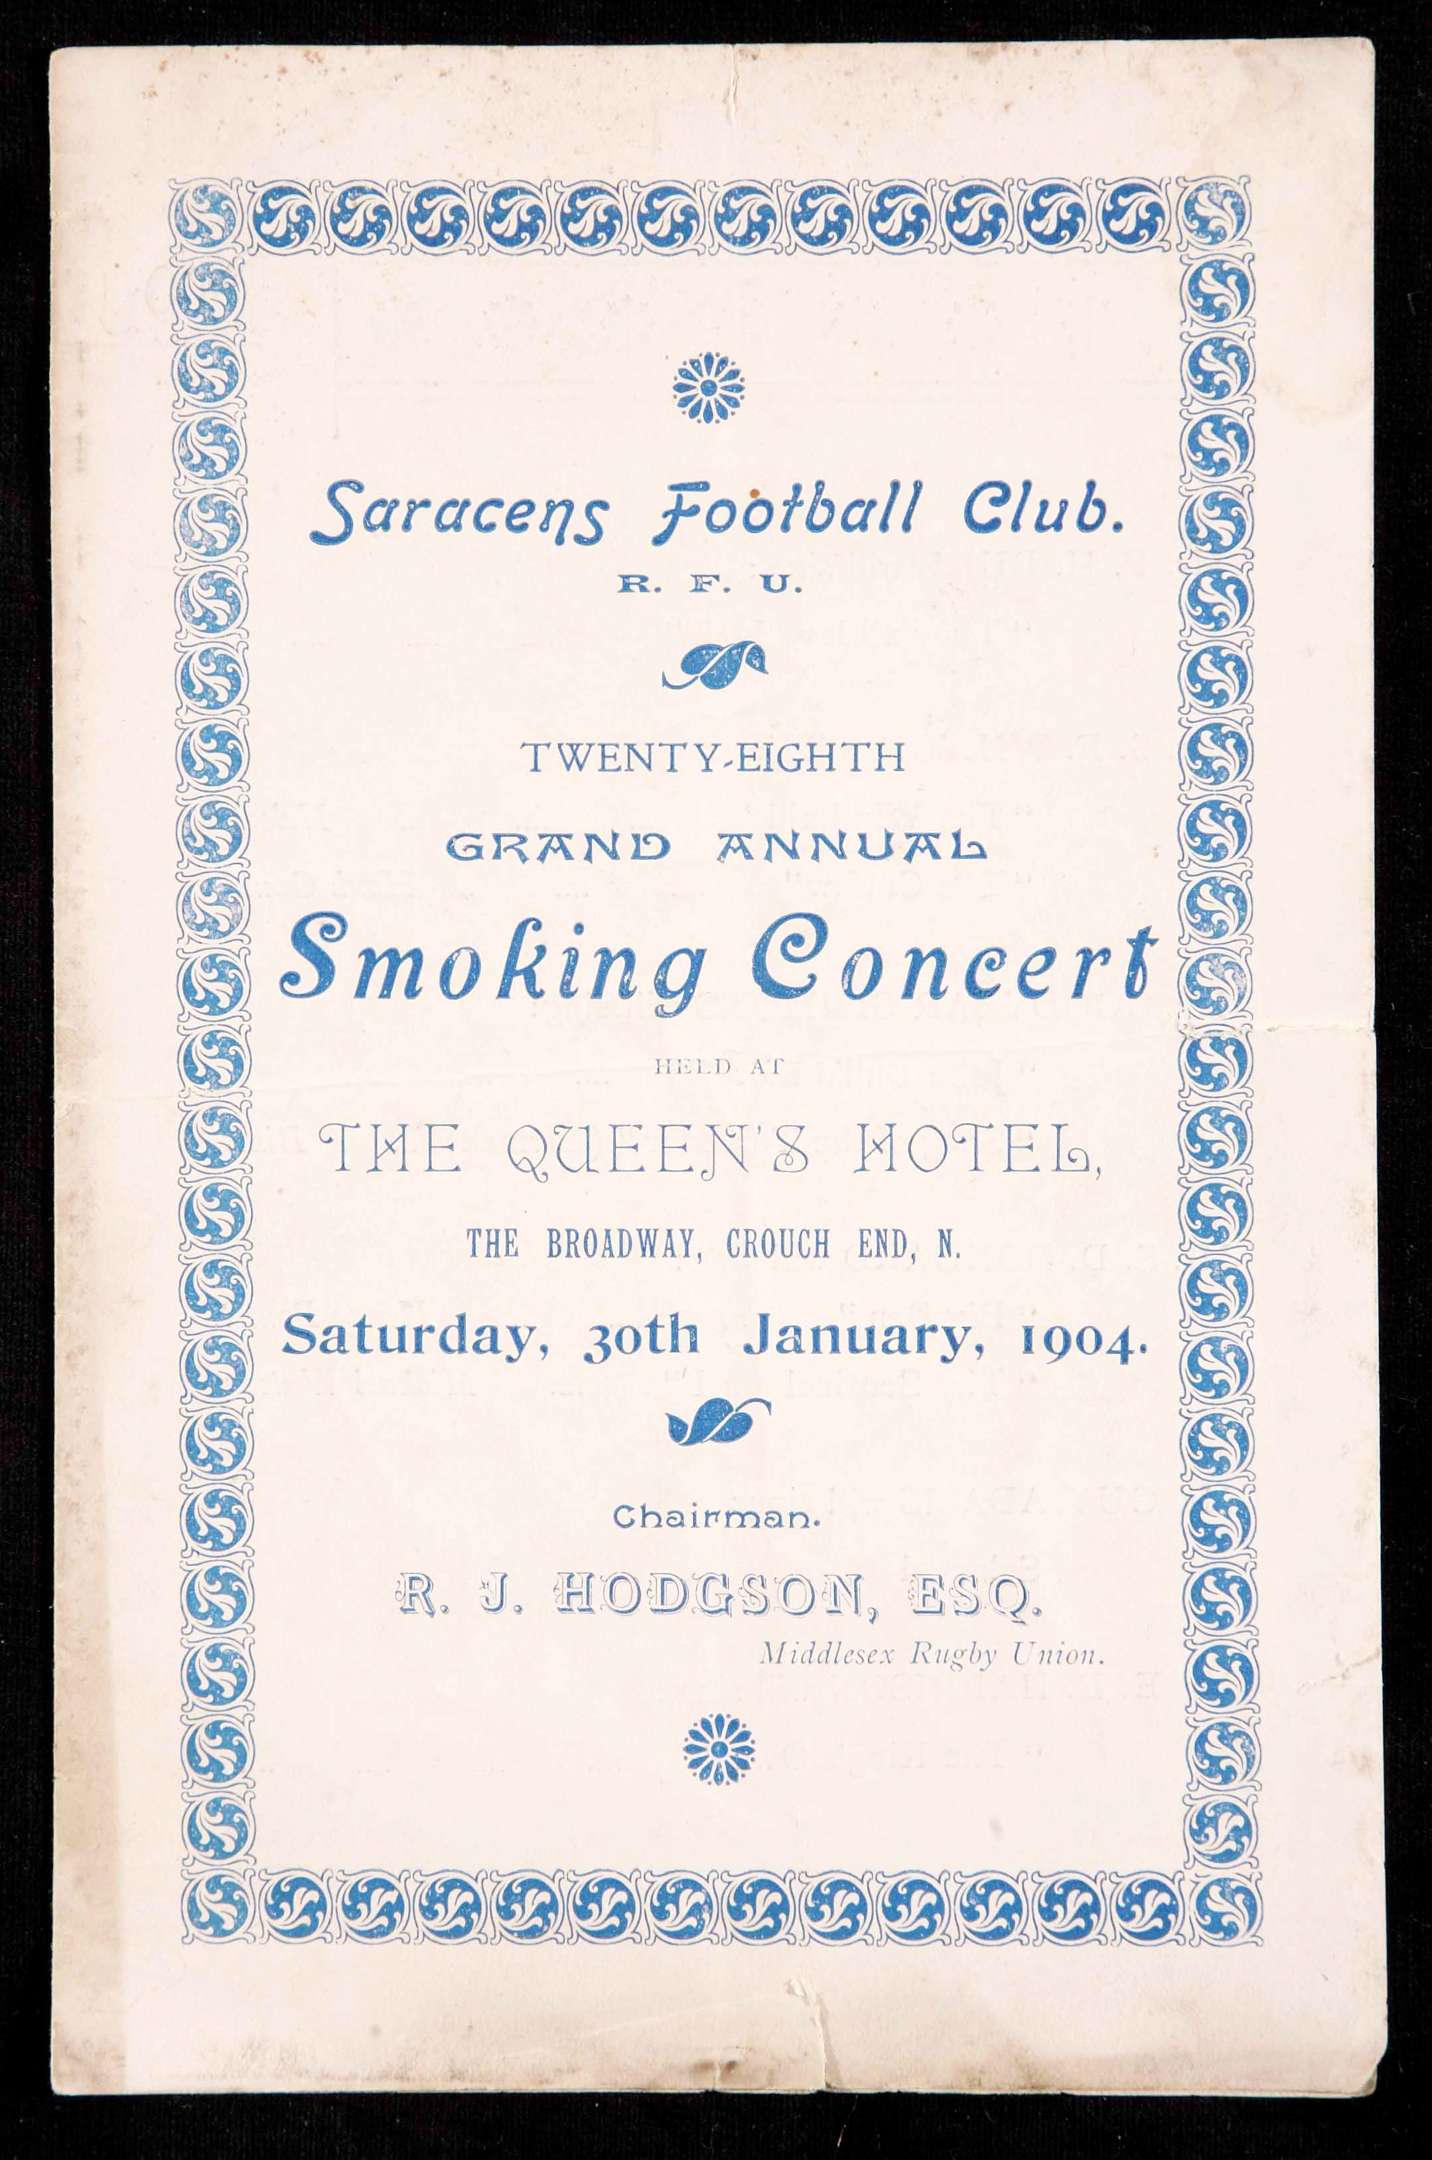 Saracens Football Club.
R. F. U.
TWENTY-EIGHTH
GRAND ANNUAL
Smoking Concert
HELD AT
THE QUEEN'S HOTEL,
THE BROADWAY, CROUCH END, N.
Saturday, 30th January, 1904.
Chairman.
R. J. HODGSON, ESQ.
Middlesex Rugby Union.